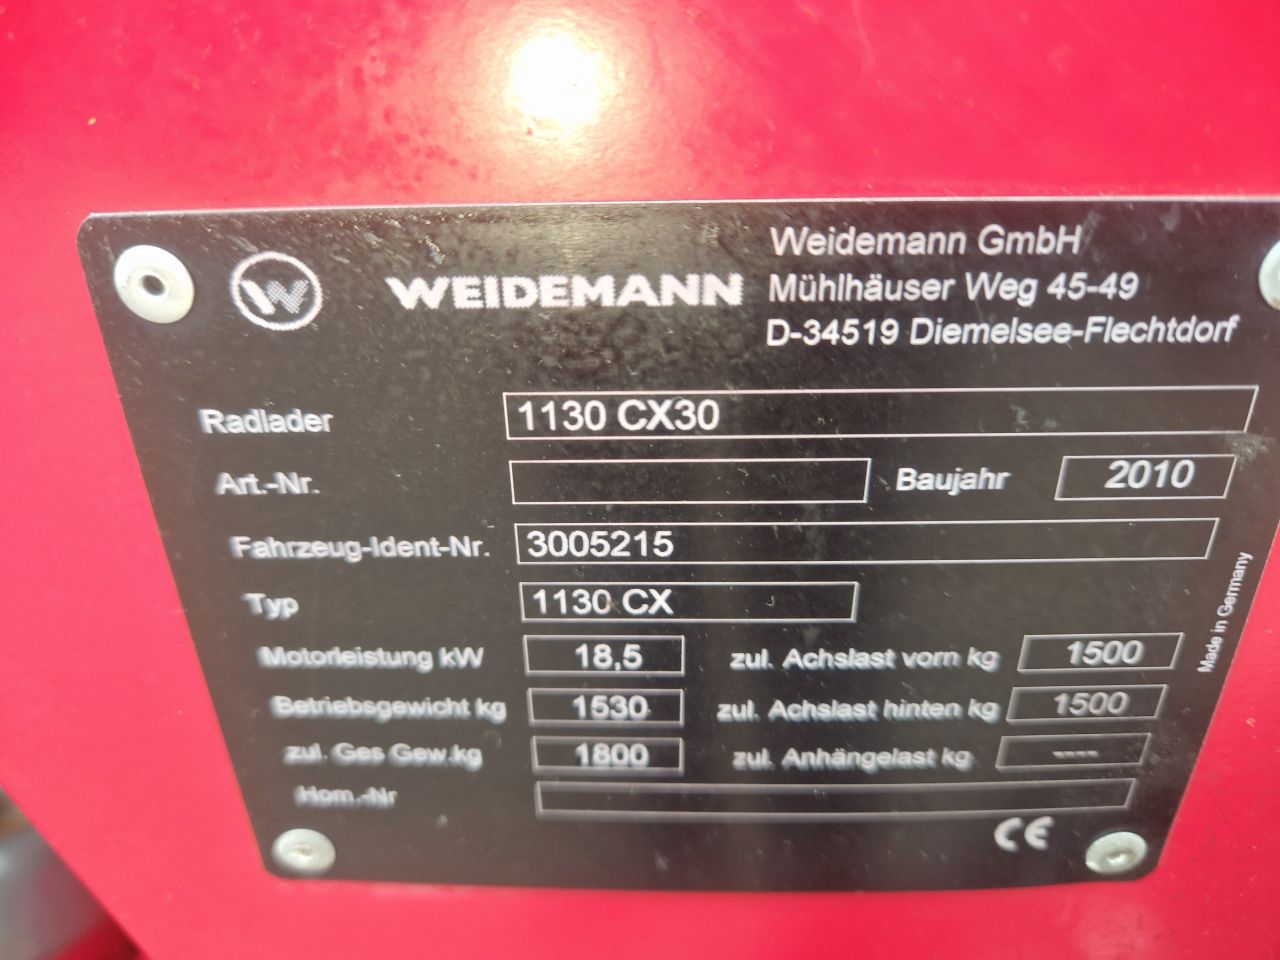 W WEIDEMANN
Weidemann GmbH
Mühlhäuser Weg 45-49
D-34519 Diemelsee-Flechtdorf
Radlader 1130 CX30
Art.-Nr. Baujahr 2010
Fahrzeug-Ident-Nr. 3005215
Typ 1130 CX
Motorleistung kW 18,5 zul. Achslast vorn kg 1500
Betriebsgewicht kg 1530 zul. Achslast hinten kg 1500
zul. Ges Gew.kg 1800 zul. Anhängelast kg ----
Hom.-Nr
CE
Made in Germany